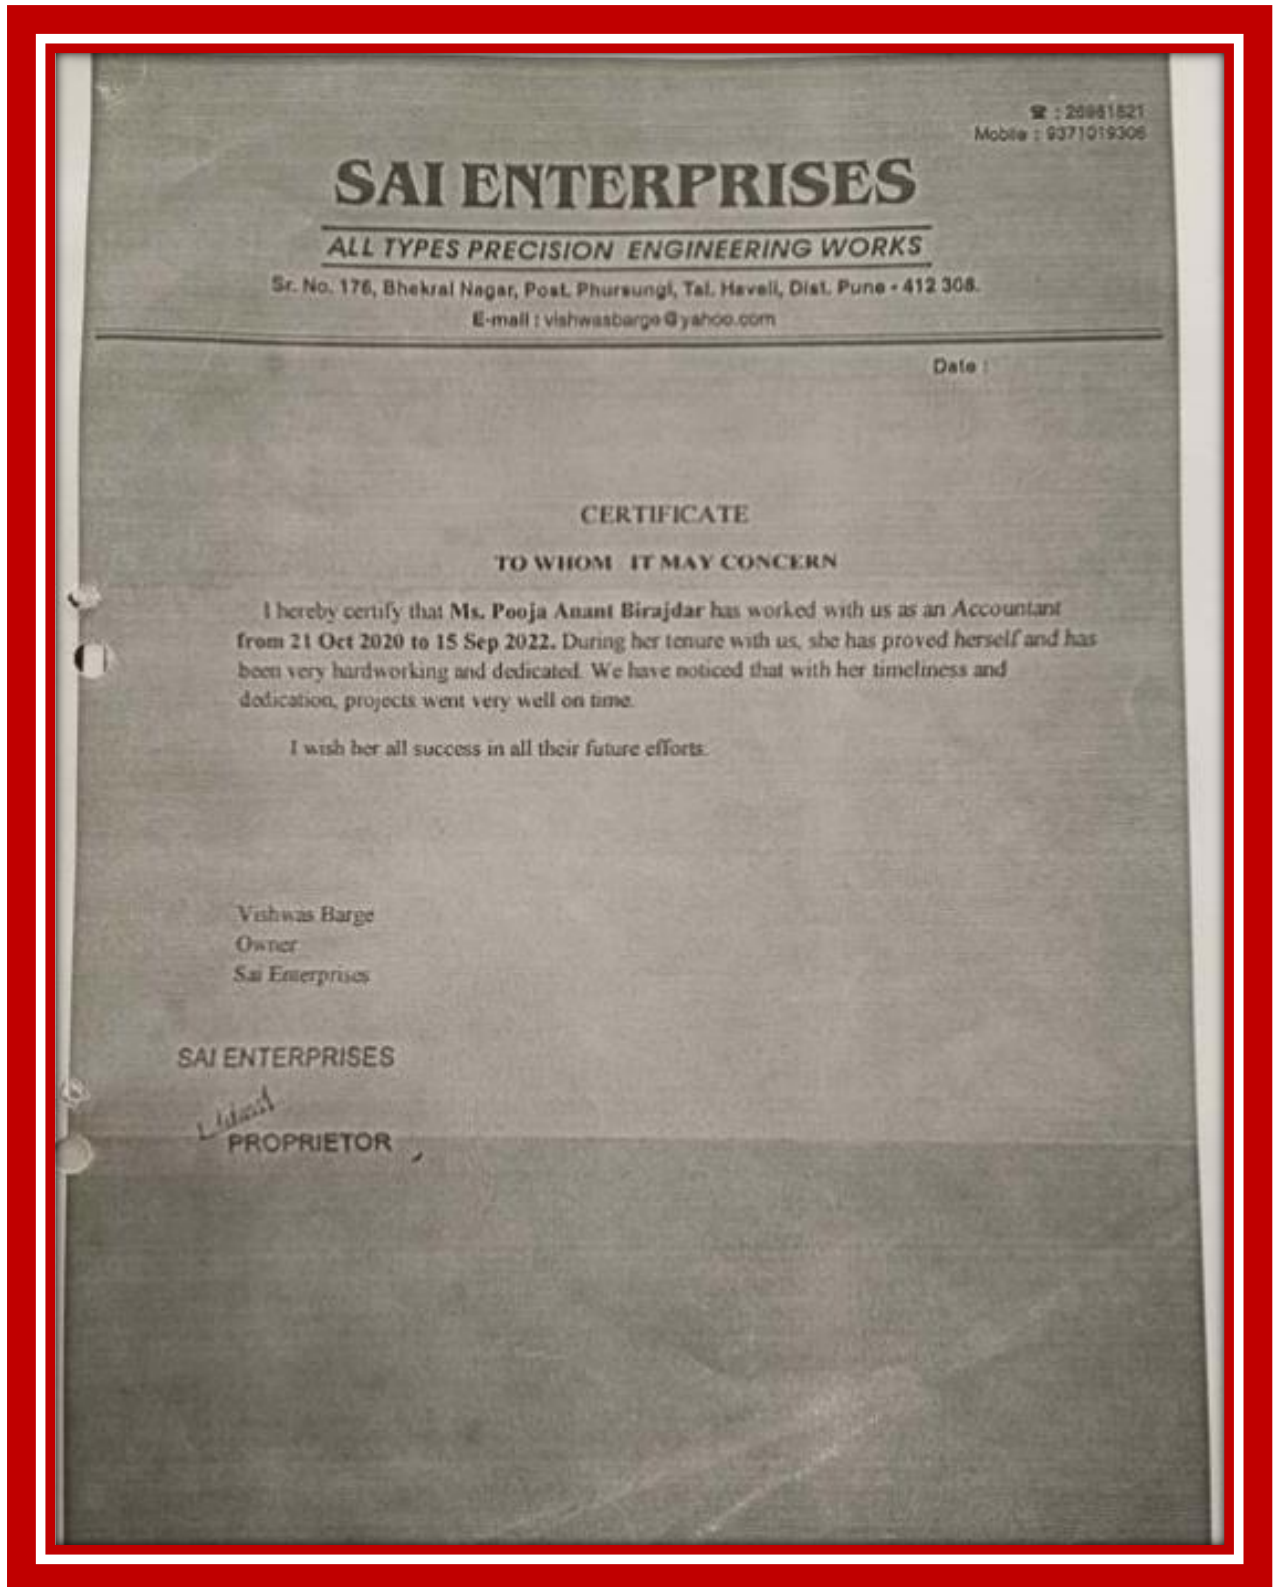 ☎ : 26981821
Mobile : 9371019306
SAI ENTERPRISES
ALL TYPES PRECISION ENGINEERING WORKS
Sr. No. 176, Bhekrai Nagar, Post. Phursungi, Tal. Haveli, Dist. Pune - 412 308.
E-mail : vishwasbarge@yahoo.com
Date :
CERTIFICATE
TO WHOM IT MAY CONCERN
I hereby certify that Ms. Pooja Anant Birajdar has worked with us as an Accountant
from 21 Oct 2020 to 15 Sep 2022. During her tenure with us, she has proved herself and has
been very hardworking and dedicated. We have noticed that with her timeliness and
dedication, projects went very well on time.
I wish her all success in all their future efforts.
Vishwas Barge
Owner
Sai Enterprises
SAI ENTERPRISES
PROPRIETOR